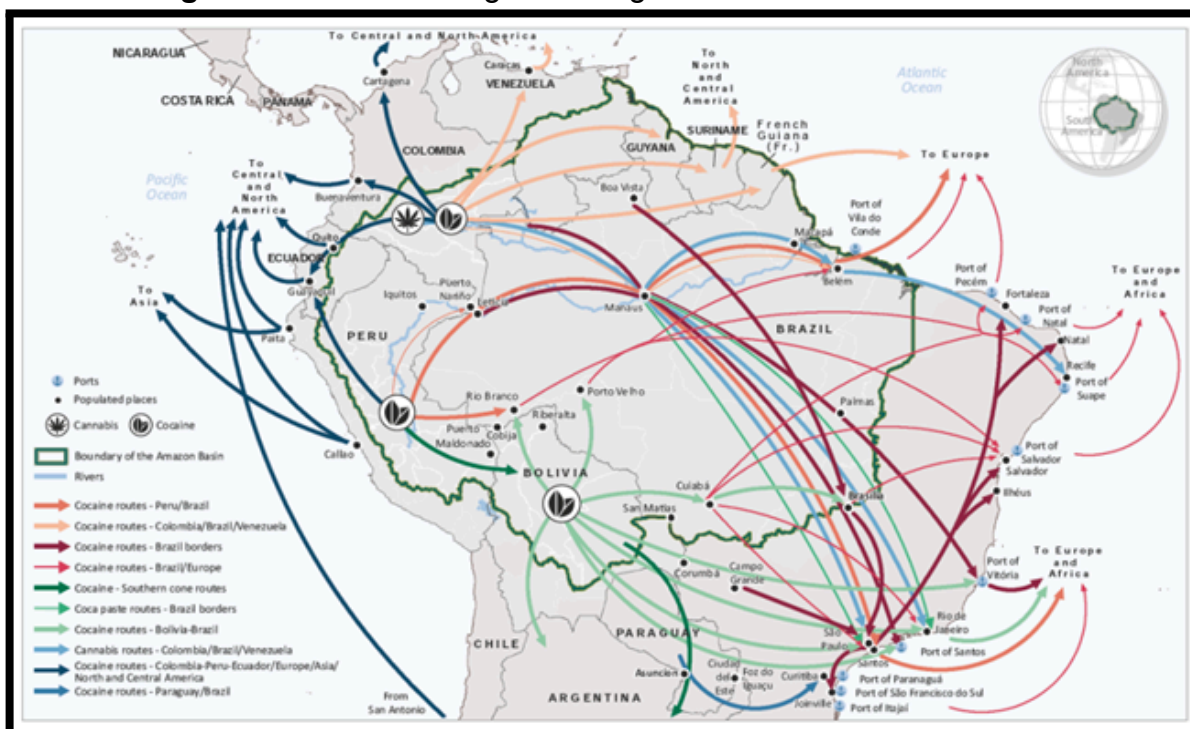 To Central and North America
NICARAGUA
COSTA RICA
PANAMA
Cartagena
Caracas
VENEZUELA
To
North
and
Central
America
Atlantic
Ocean
North
America
South
America
COLOMBIA
GUYANA
SURINAME
French
Guiana
(Fr.)
To Europe
Pacific
Ocean
To
Central
and
North
America
Buenaventura
Boa Vista
Port of
Vila do
Conde
Quito
ECUADOR
Guayaquil
Macapá
Belém
To
Asia
Iquitos
Puerto
Nariño
Leticia
Manaus
Port of
Pecém
Fortaleza
To Europe
and
Africa
Port of
Natal
Natal
PERU
BRAZIL
Paita
Recife
Port of
Suape
Ports
Populated places
Cannabis
Cocaine
Boundary of the Amazon Basin
Rivers
Rio Branco
Porto Velho
Riberalta
Puerto
Maldonado
Cobija
Palmas
Callao
Port of
Salvador
Salvador
BOLIVIA
Cuiabá
San Matías
Brasília
Ilhéus
Cocaine routes - Peru/Brazil
Cocaine routes - Colombia/Brazil/Venezuela
Cocaine routes - Brazil borders
Cocaine routes - Brazil/Europe
Cocaine - Southern cone routes
Coca paste routes - Brazil borders
Cocaine routes - Bolivia-Brazil
Cannabis routes - Colombia/Brazil/Venezuela
Cocaine routes - Colombia-Peru-Ecuador/Europe/Asia/
North and Central America
Cocaine routes - Paraguay/Brazil
Corumbá
Campo
Grande
Port of
Vitória
To Europe
and
Africa
CHILE
PARAGUAY
São
Paulo
Rio de
Janeiro
Santos
Port of Santos
Asuncion
Ciudad
del
Este
Foz do
Iguaçu
Curitiba
Port of Paranaguá
Port of São Francisco do Sul
Joinville
Port of Itajaí
ARGENTINA
From
San Antonio